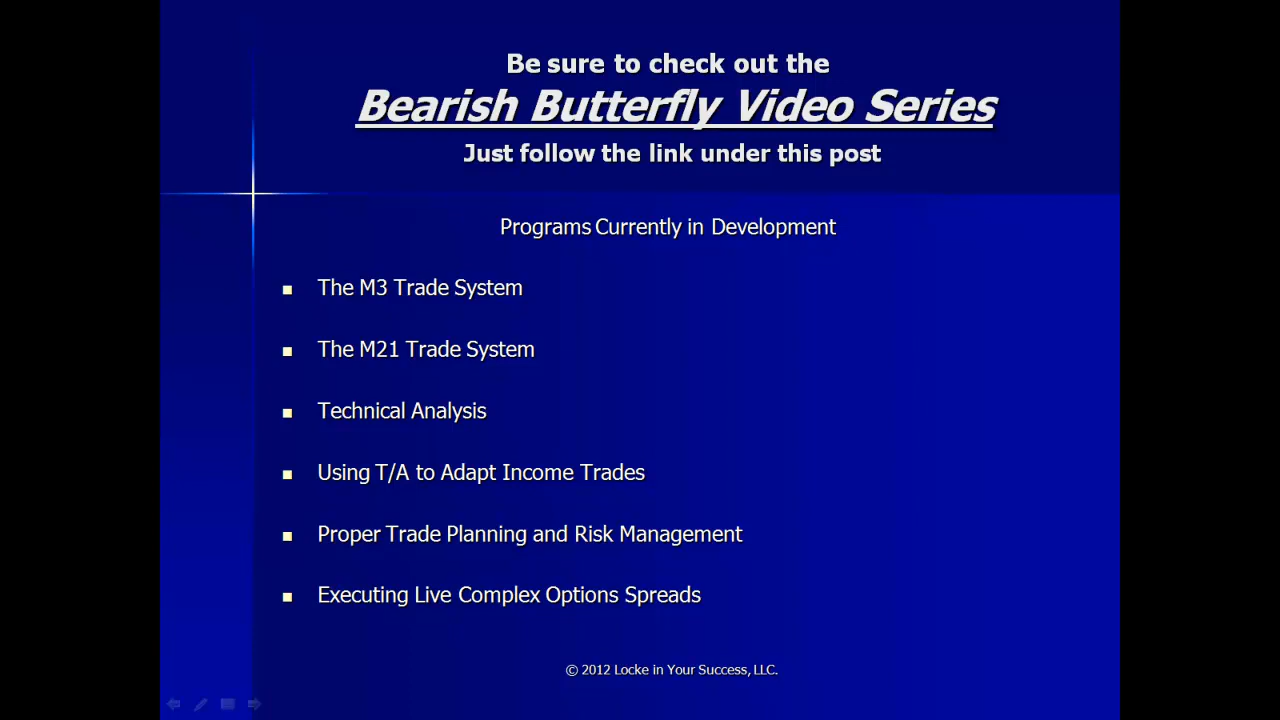 Be sure to check out the
Bearish Butterfly Video Series
Just follow the link under this post
Programs Currently in Development
The M3 Trade System
The M21 Trade System
Technical Analysis
Using T/A to Adapt Income Trades
Proper Trade Planning and Risk Management
Executing Live Complex Options Spreads
© 2012 Locke in Your Success, LLC.